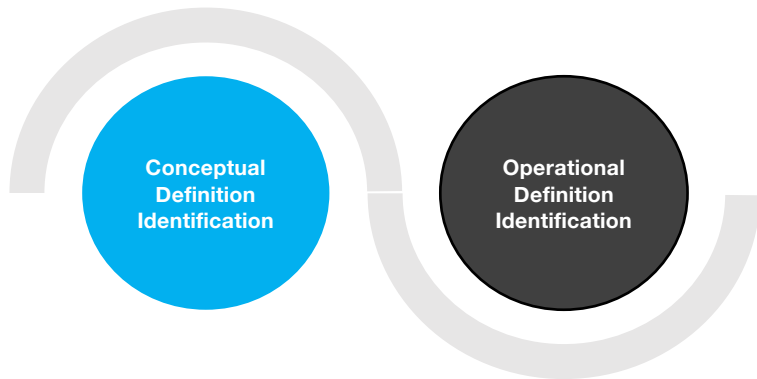 Conceptual
Definition
Identification
Operational
Definition
Identification